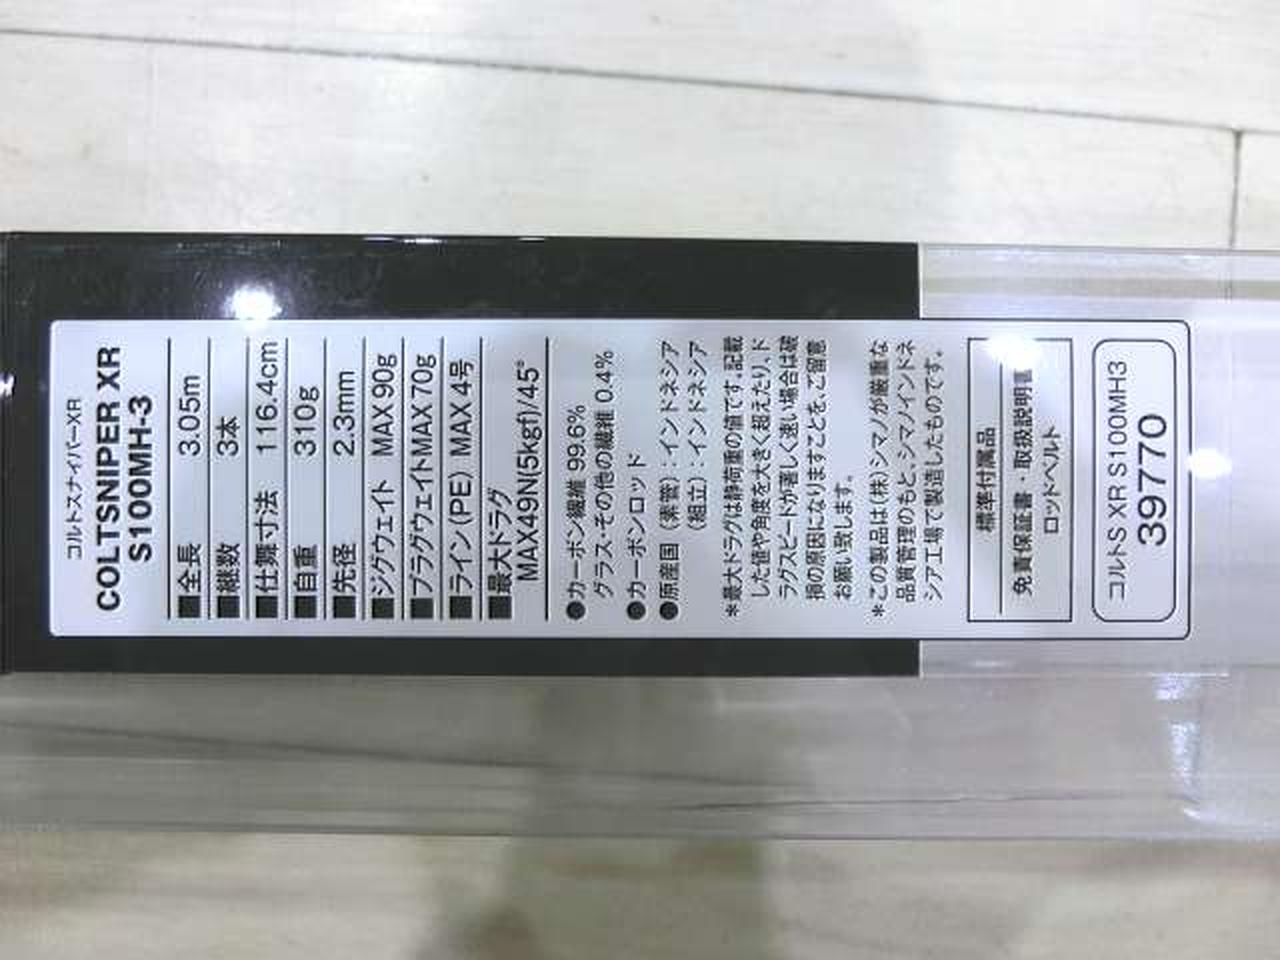 コルトスナイパーXR
COLTSNIPER XR
S100MH-3
■全長 3.05m
■継数 3本
■仕舞寸法 116.4cm
■自重 310g
■先径 2.3mm
■ジグウェイト MAX 90g
■プラグウェイトMAX 70g
■ライン(PE) MAX 4号
■最大ドラグ
MAX49N(5kgf)/45°
●カーボン繊維 99.6%
グラス・その他の繊維 0.4%
●カーボンロッド
●原産国 (素管):インドネシア
(組立):インドネシア
*最大ドラグは静荷重の値です。記載
した値や角度を大きく超えたり、ド
ラグスピードが著しく速い場合は破
損の原因になりますことを、ご留意
お願い致します。
*この製品は(株)シマノが厳重な
品質管理のもと、シマノインドネ
シア工場で製造したものです。
標準付属品
免責保証書・取扱説明書
ロッドベルト
コルトS XR S100MH3
39770